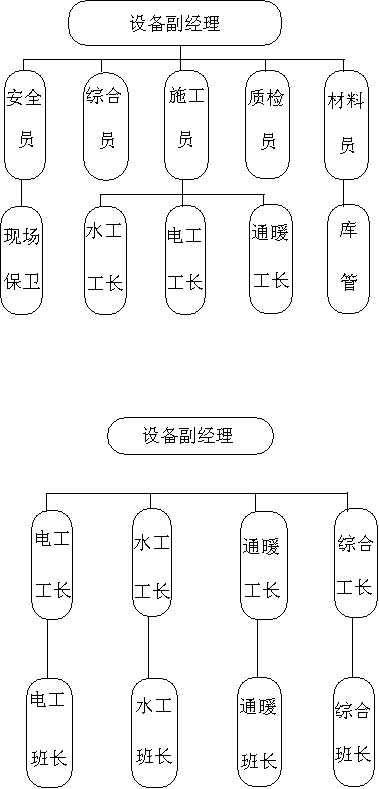 设备副经理
安全员
综合员
施工员
质检员
材料员
现场保卫
水工工长
电工工长
通暖工长
库管
设备副经理
电工工长
水工工长
通暖工长
综合工长
电工班长
水工班长
通暖班长
综合班长